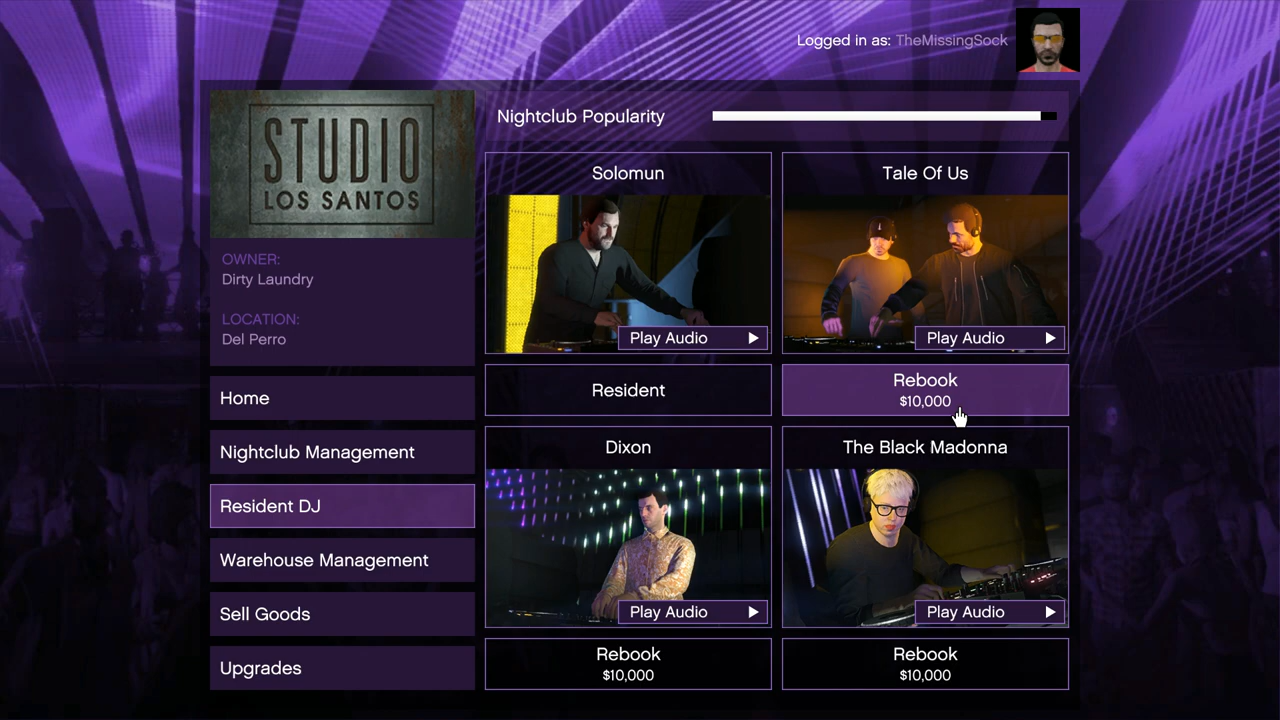 Logged in as: TheMissingSock
STUDIO
LOS SANTOS
OWNER:
Dirty Laundry
LOCATION:
Del Perro
Home
Nightclub Management
Resident DJ
Warehouse Management
Sell Goods
Upgrades
Nightclub Popularity
Solomun
Play Audio
Resident
Tale Of Us
Play Audio
Rebook
$10,000
Dixon
Play Audio
Rebook
$10,000
The Black Madonna
Play Audio
Rebook
$10,000